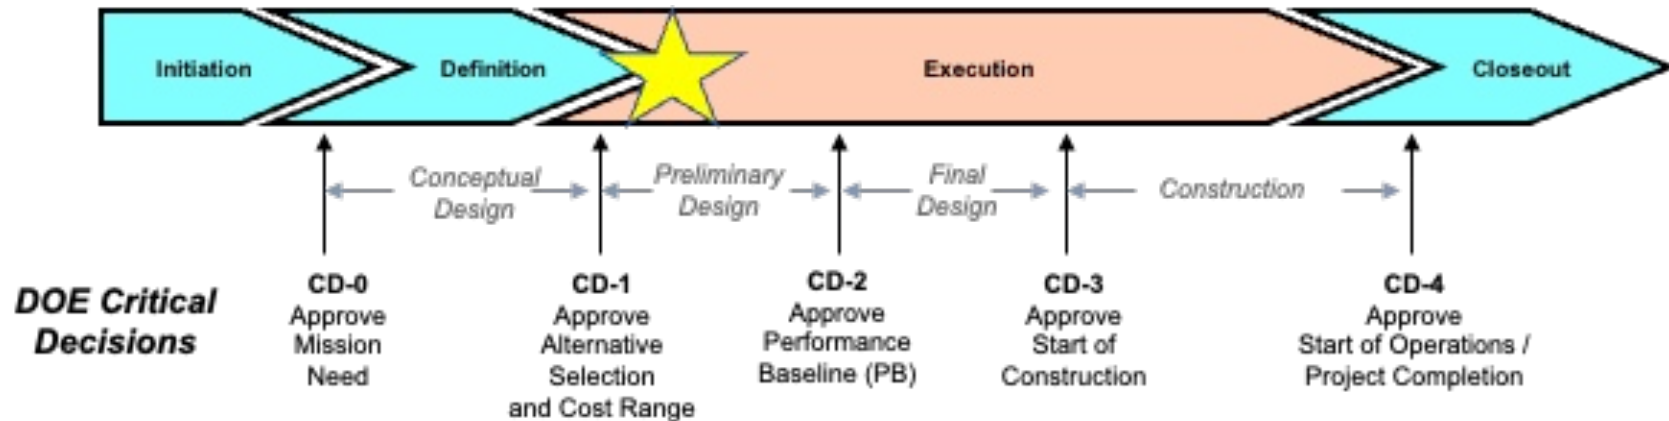 Initiation
Definition
Execution
Closeout
Conceptual
Design
Preliminary
Design
Final
Design
Construction
DOE Critical
Decisions
CD-0
Approve
Mission
Need
CD-1
Approve
Alternative
Selection
and Cost Range
CD-2
Approve
Performance
Baseline (PB)
CD-3
Approve
Start of
Construction
CD-4
Approve
Start of Operations /
Project Completion